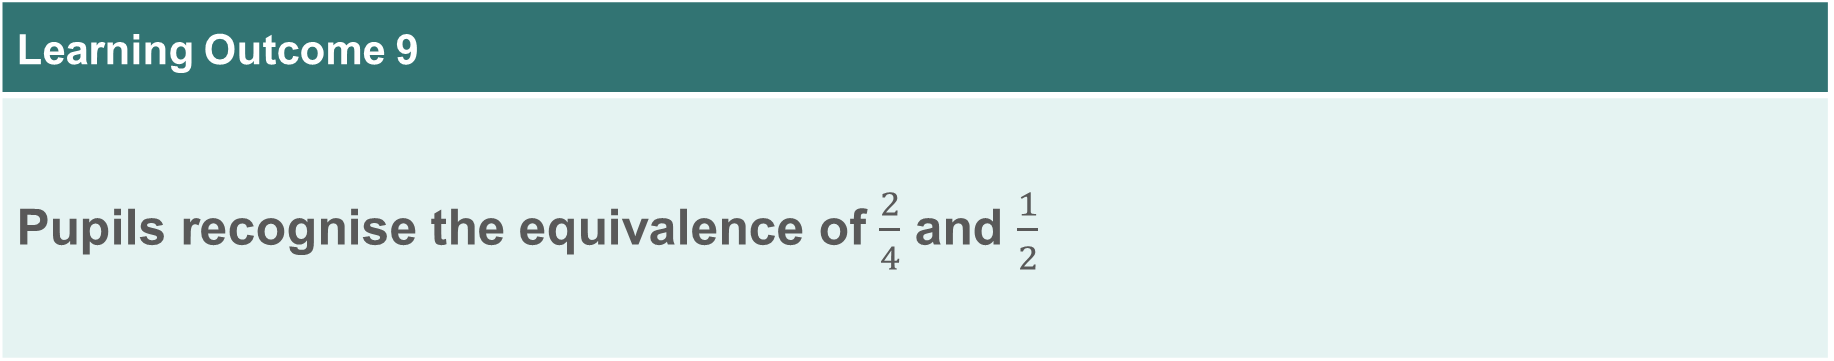 Learning Outcome 9
Pupils recognise the equivalence of 2/4 and 1/2